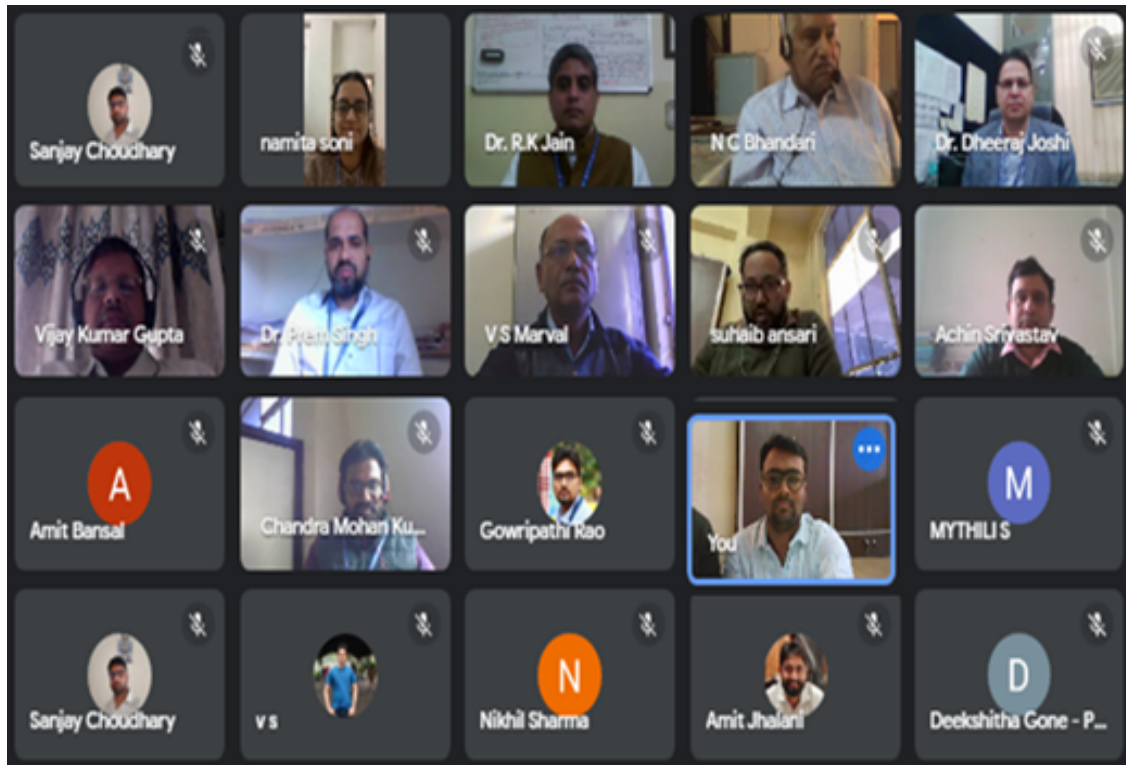 Sanjay Choudhary
namita soni
Dr. R.K Jain
N C Bhandari
Dr. Dheeraj Joshi
Vijay Kumar Gupta
Dr. Prem Singh
V S Marval
suhaib ansari
Achin Srivastav
A
Amit Bansal
Chandra Mohan Ku...
Gowripathi Rao
You
M
MYTHILI S
Sanjay Choudhary
v s
N
Nikhil Sharma
Amit Jhalani
D
Deekshitha Gone - P...